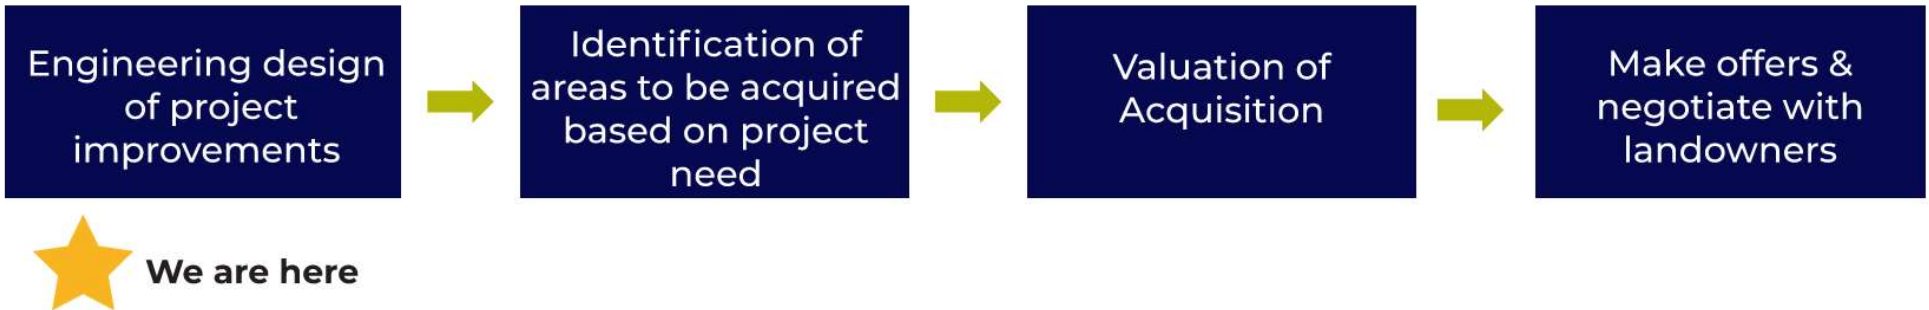 Engineering design
of project
improvements
Identification of
areas to be acquired
based on project
need
Valuation of
Acquisition
Make offers &
negotiate with
landowners
We are here